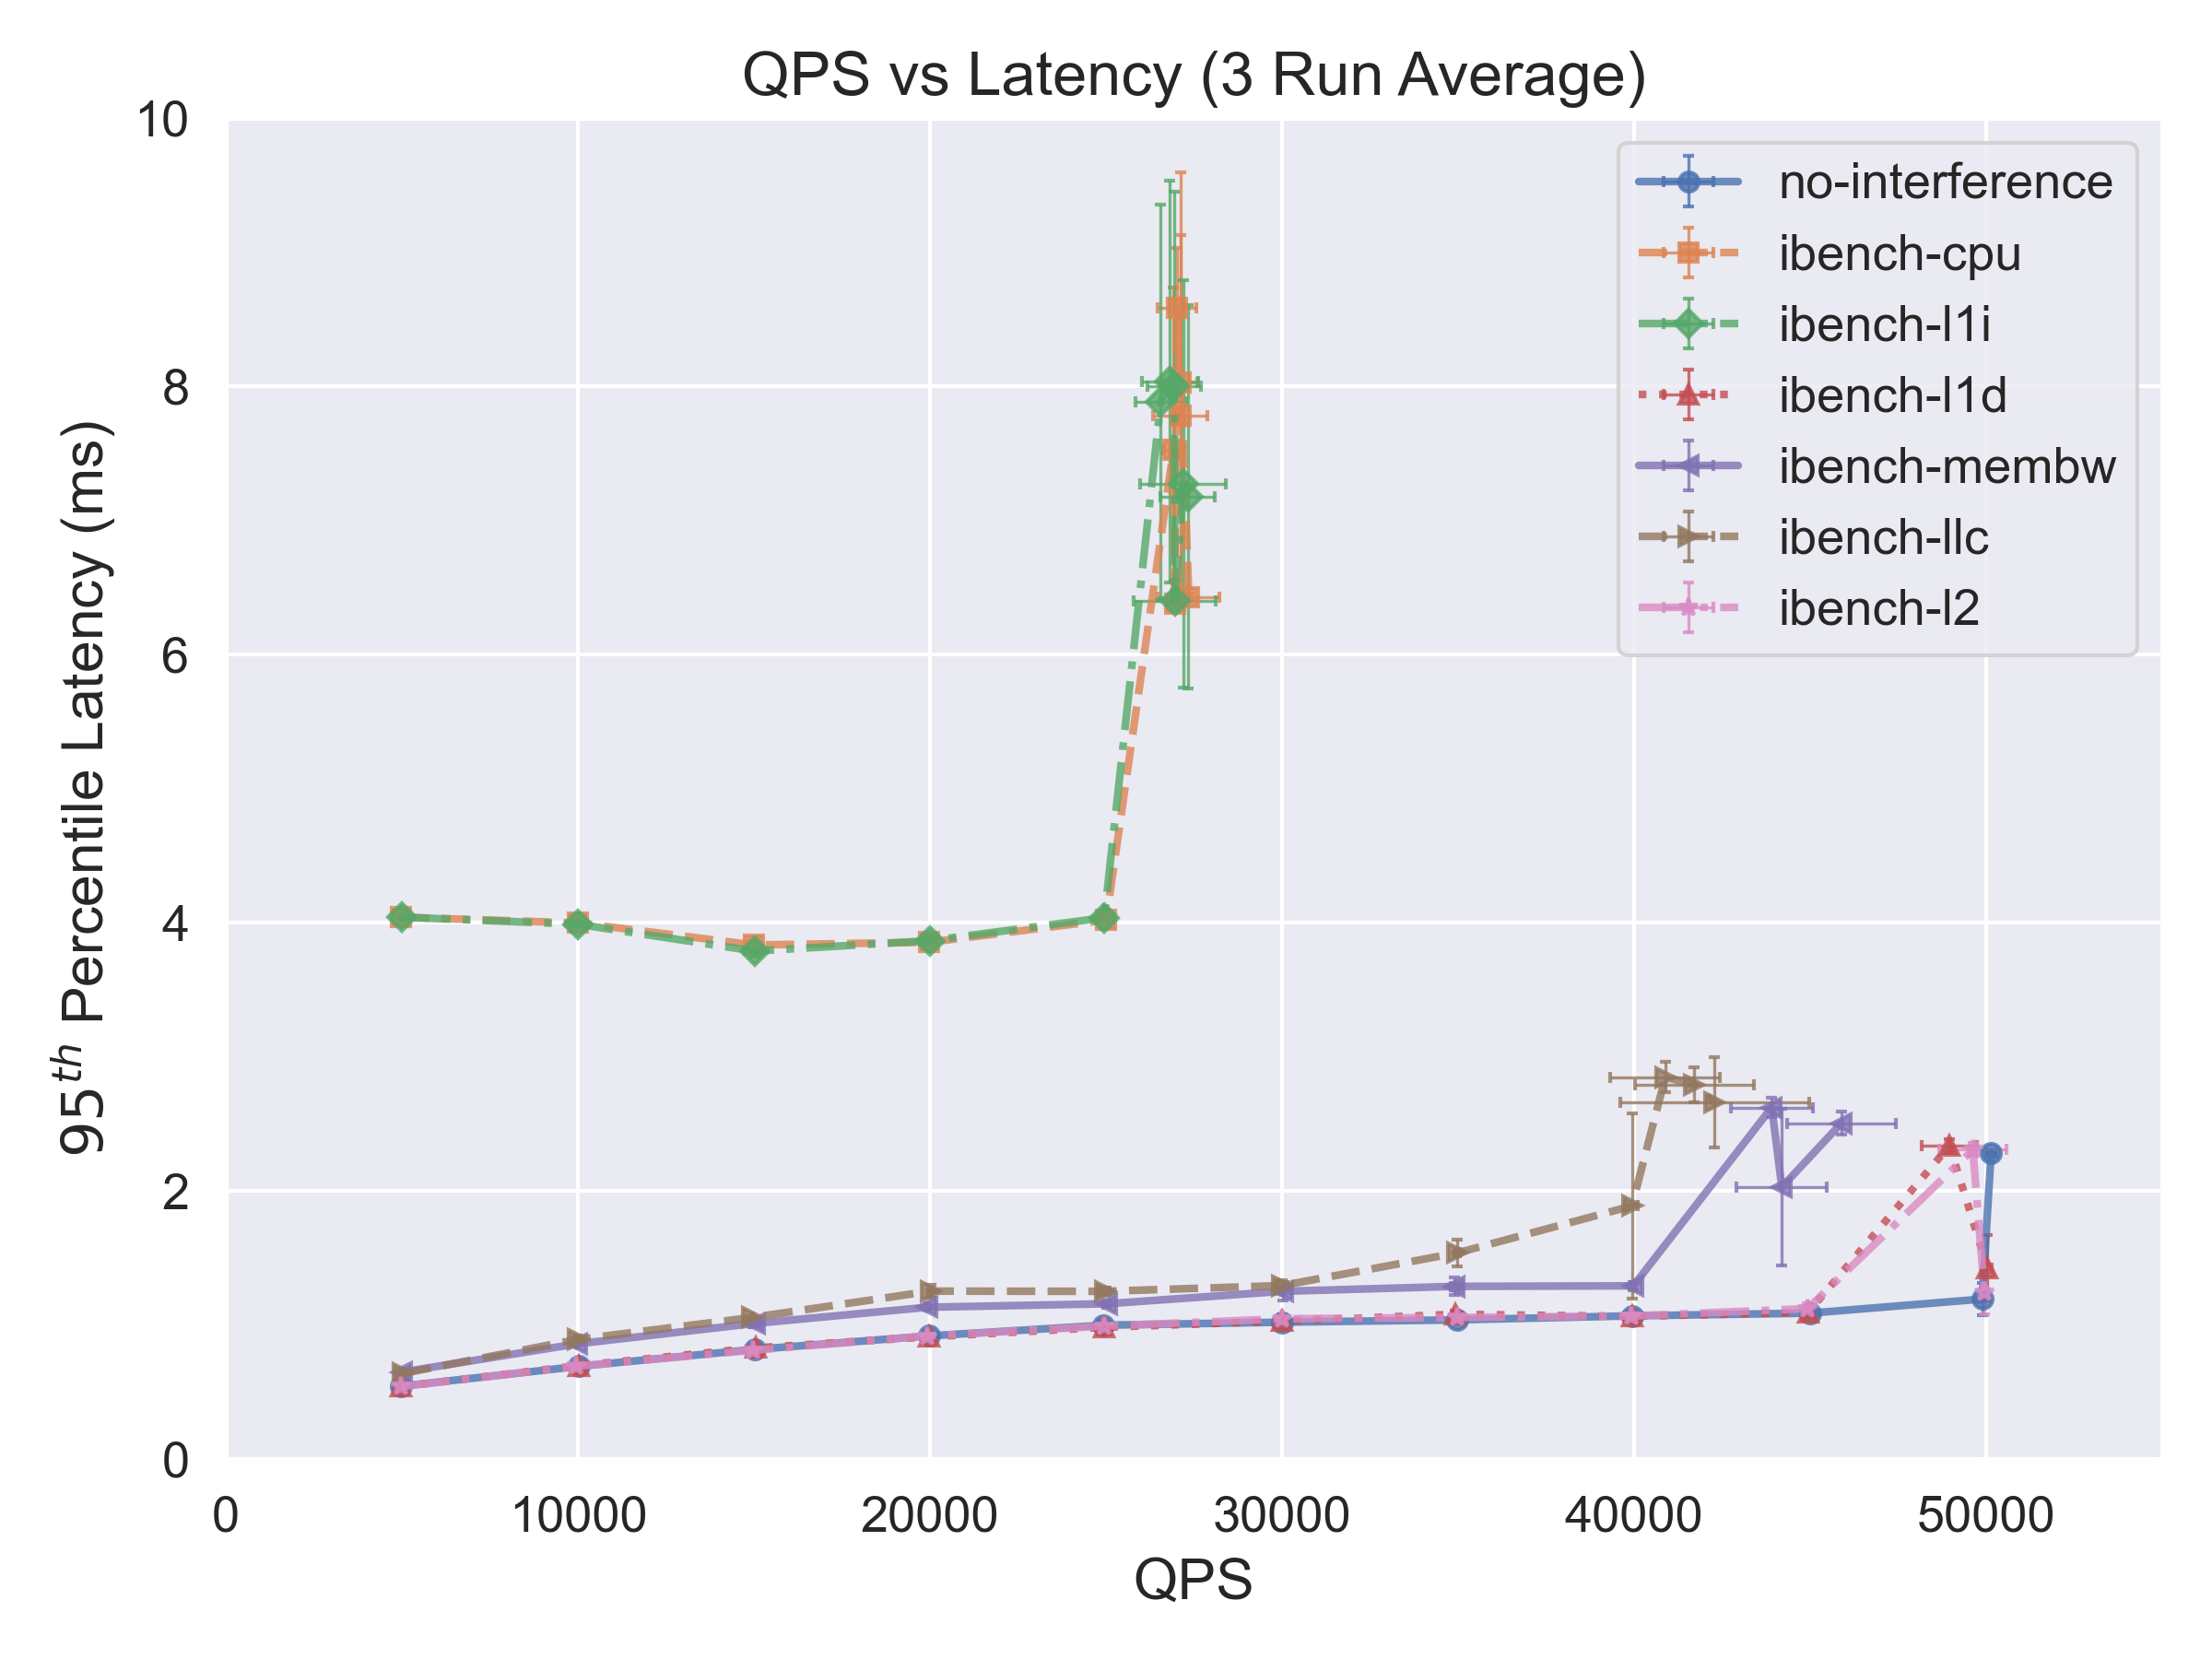 QPS vs Latency (3 Run Average)
10
8
6
4
2
0
95th Percentile Latency (ms)
no-interference
ibench-cpu
ibench-l1i
ibench-l1d
ibench-membw
ibench-llc
ibench-l2
0 10000 20000 30000 40000 50000
QPS